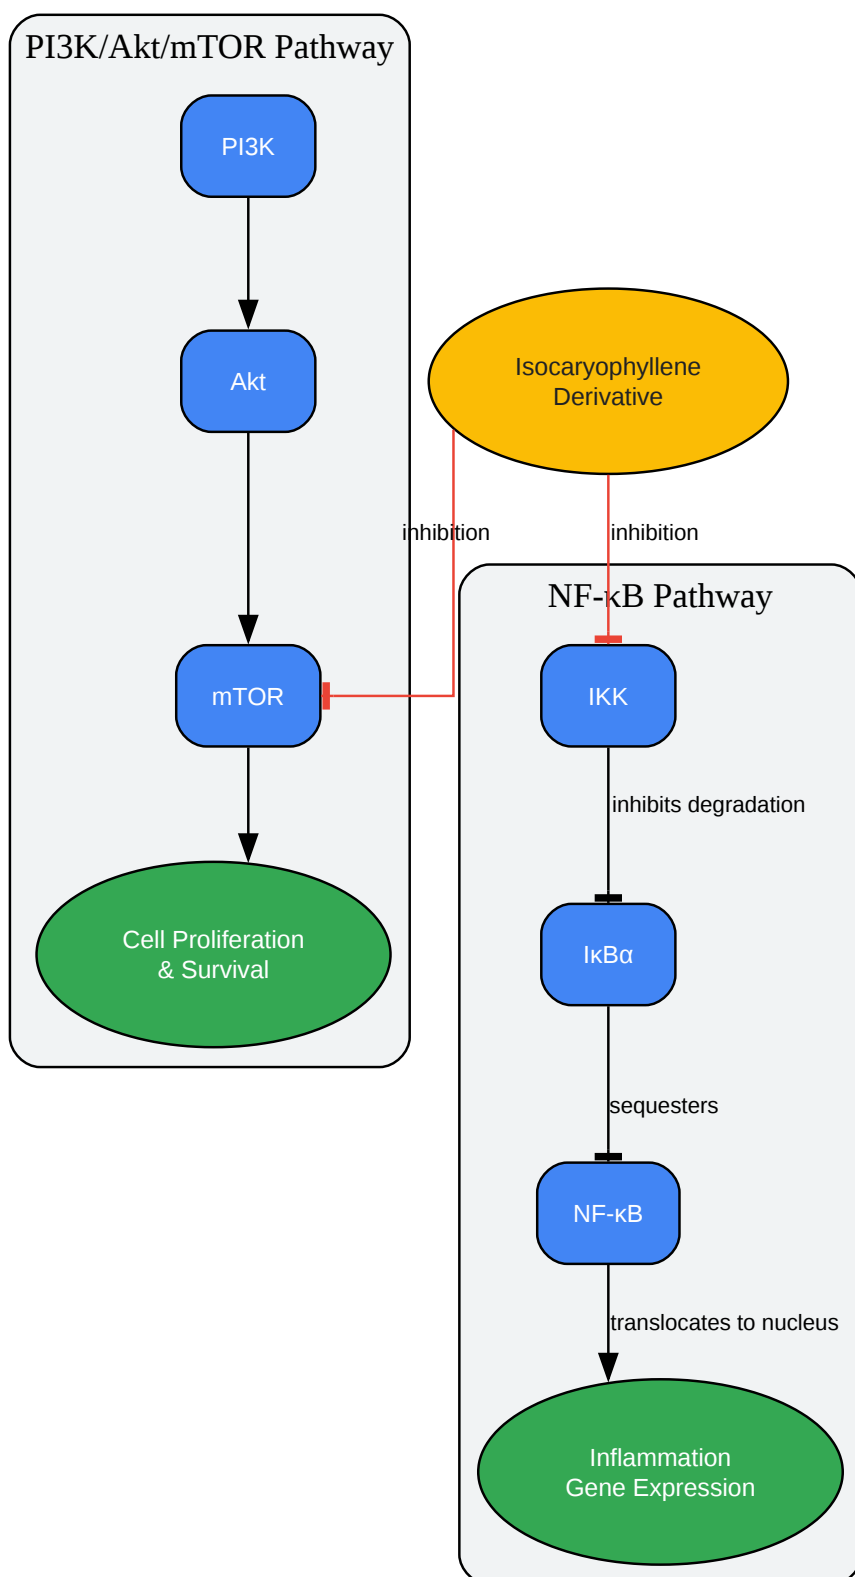 PI3K/Akt/mTOR Pathway
PI3K
Akt
Isocaryophyllene
Derivative
inhibition
inhibition
NF-κB Pathway
mTOR
IKK
inhibits degradation
Cell Proliferation
& Survival
IκBα
sequesters
NF-κB
translocates to nucleus
Inflammation
Gene Expression